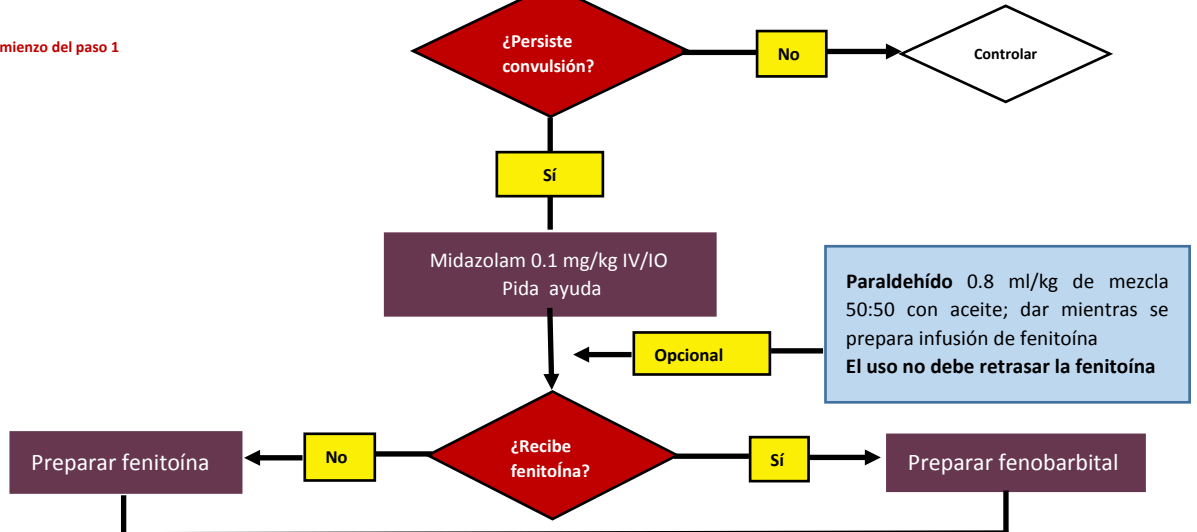 ¿Persiste
convulsión?
mienzo del paso 1
No
Controlar
Sí
Midazolam 0.1 mg/kg IV/IO
Pida ayuda
Paraldehído 0.8 ml/kg de mezcla
50:50 con aceite; dar mientras se
prepara infusión de fenitoína
El uso no debe retrasar la fenitoína
Opcional
¿Recibe
fenitoÍna?
No
Sí
Preparar fenitoína
Preparar fenobarbital